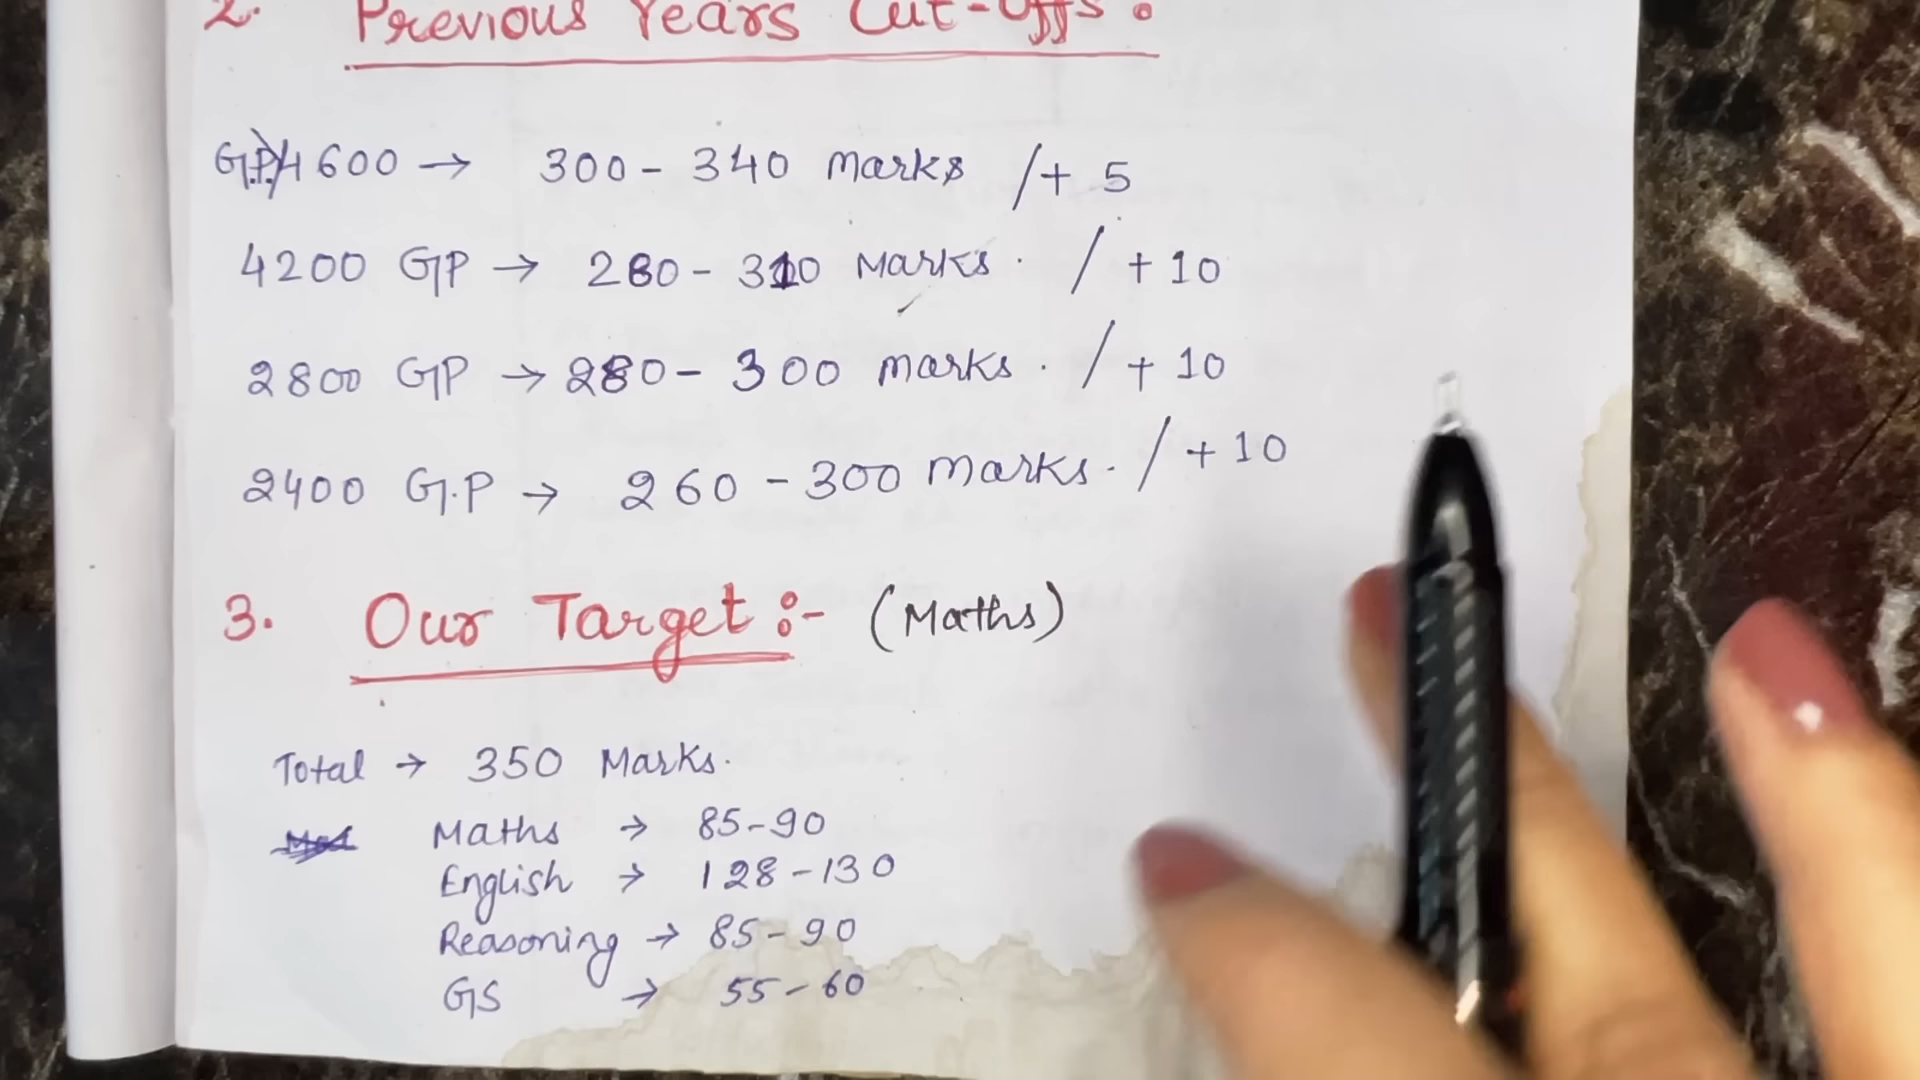 2. Previous Years Cut-Offs :
G.P. 4600 → 300 - 340 Marks /+ 5
4200 GP → 280 - 310 Marks. / + 10
2800 GP → 280 - 300 Marks. / + 10
2400 G.P → 260 - 300 Marks. / + 10
3. Our Target :- (Maths)
Total → 350 Marks.
Maths → 85-90
English → 128-130
Reasoning → 85-90
GS → 55-60